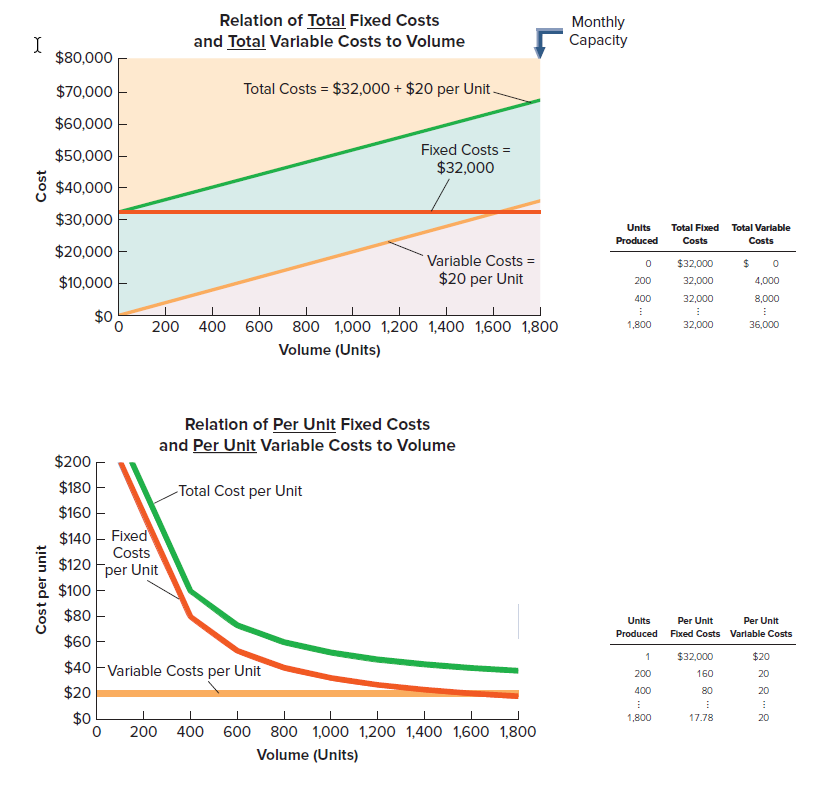 Relation of Total Fixed Costs
and Total Variable Costs to Volume
Monthly
Capacity
Cost
$80,000
$70,000
$60,000
$50,000
$40,000
$30,000
$20,000
$10,000
$0
Total Costs = $32,000 + $20 per Unit
Fixed Costs =
$32,000
Variable Costs =
$20 per Unit
0 200 400 600 800 1,000 1,200 1,400 1,600 1,800
Volume (Units)
Units Total Fixed Total Variable
Produced Costs Costs
0 $32,000 $ 0
200 32,000 4,000
400 32,000 8,000
⋮ ⋮ ⋮
1,800 32,000 36,000
Relation of Per Unit Fixed Costs
and Per Unit Variable Costs to Volume
Cost per unit
$200
$180
$160
$140
$120
$100
$80
$60
$40
$20
$0
Total Cost per Unit
Fixed
Costs
per Unit
Variable Costs per Unit
0 200 400 600 800 1,000 1,200 1,400 1,600 1,800
Volume (Units)
Units Per Unit Per Unit
Produced Fixed Costs Variable Costs
1 $32,000 $20
200 160 20
400 80 20
⋮ ⋮ ⋮
1,800 17.78 20